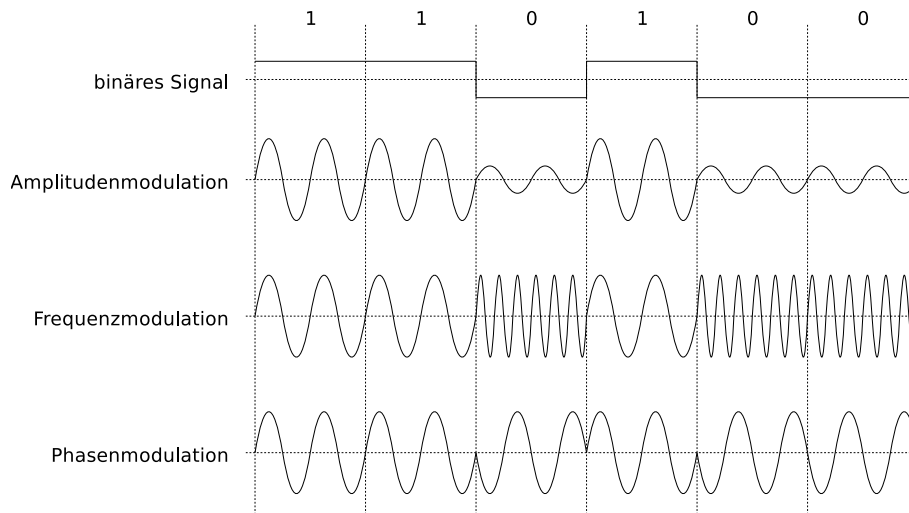 1 1 0 1 0 0
binäres Signal
Amplitudenmodulation
Frequenzmodulation
Phasenmodulation